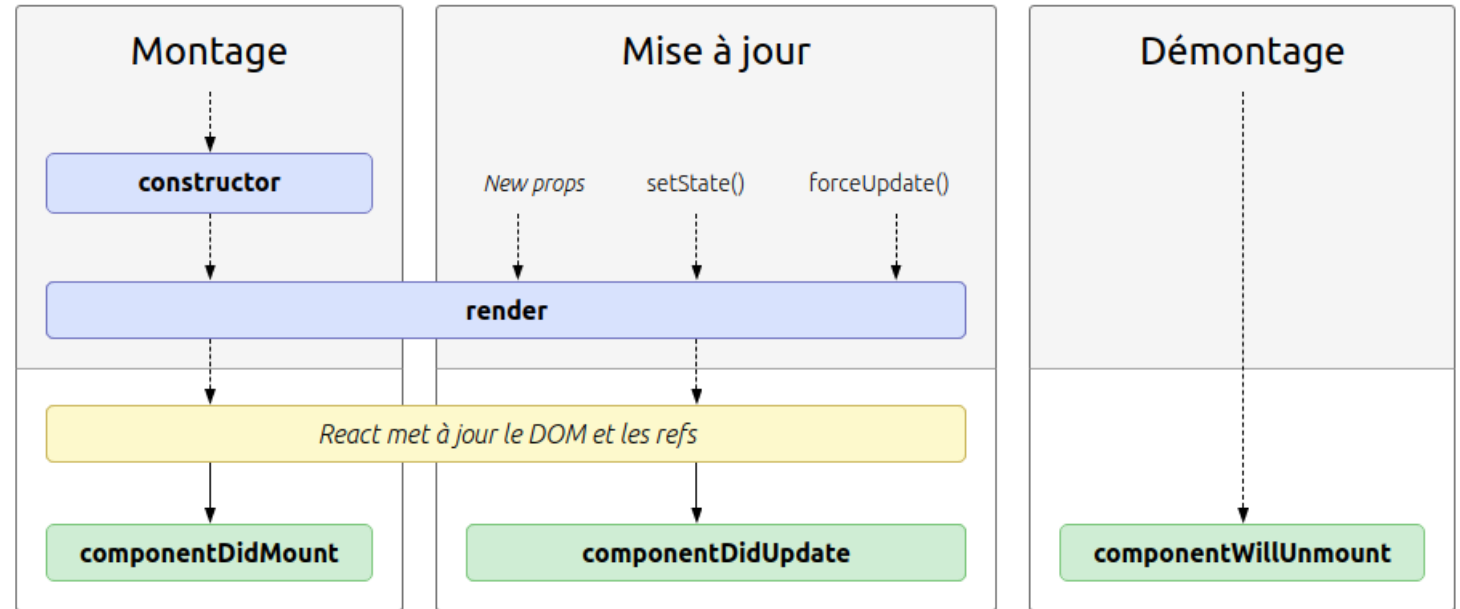 Montage
Mise à jour
Démontage
constructor
New props
setState()
forceUpdate()
render
React met à jour le DOM et les refs
componentDidMount
componentDidUpdate
componentWillUnmount